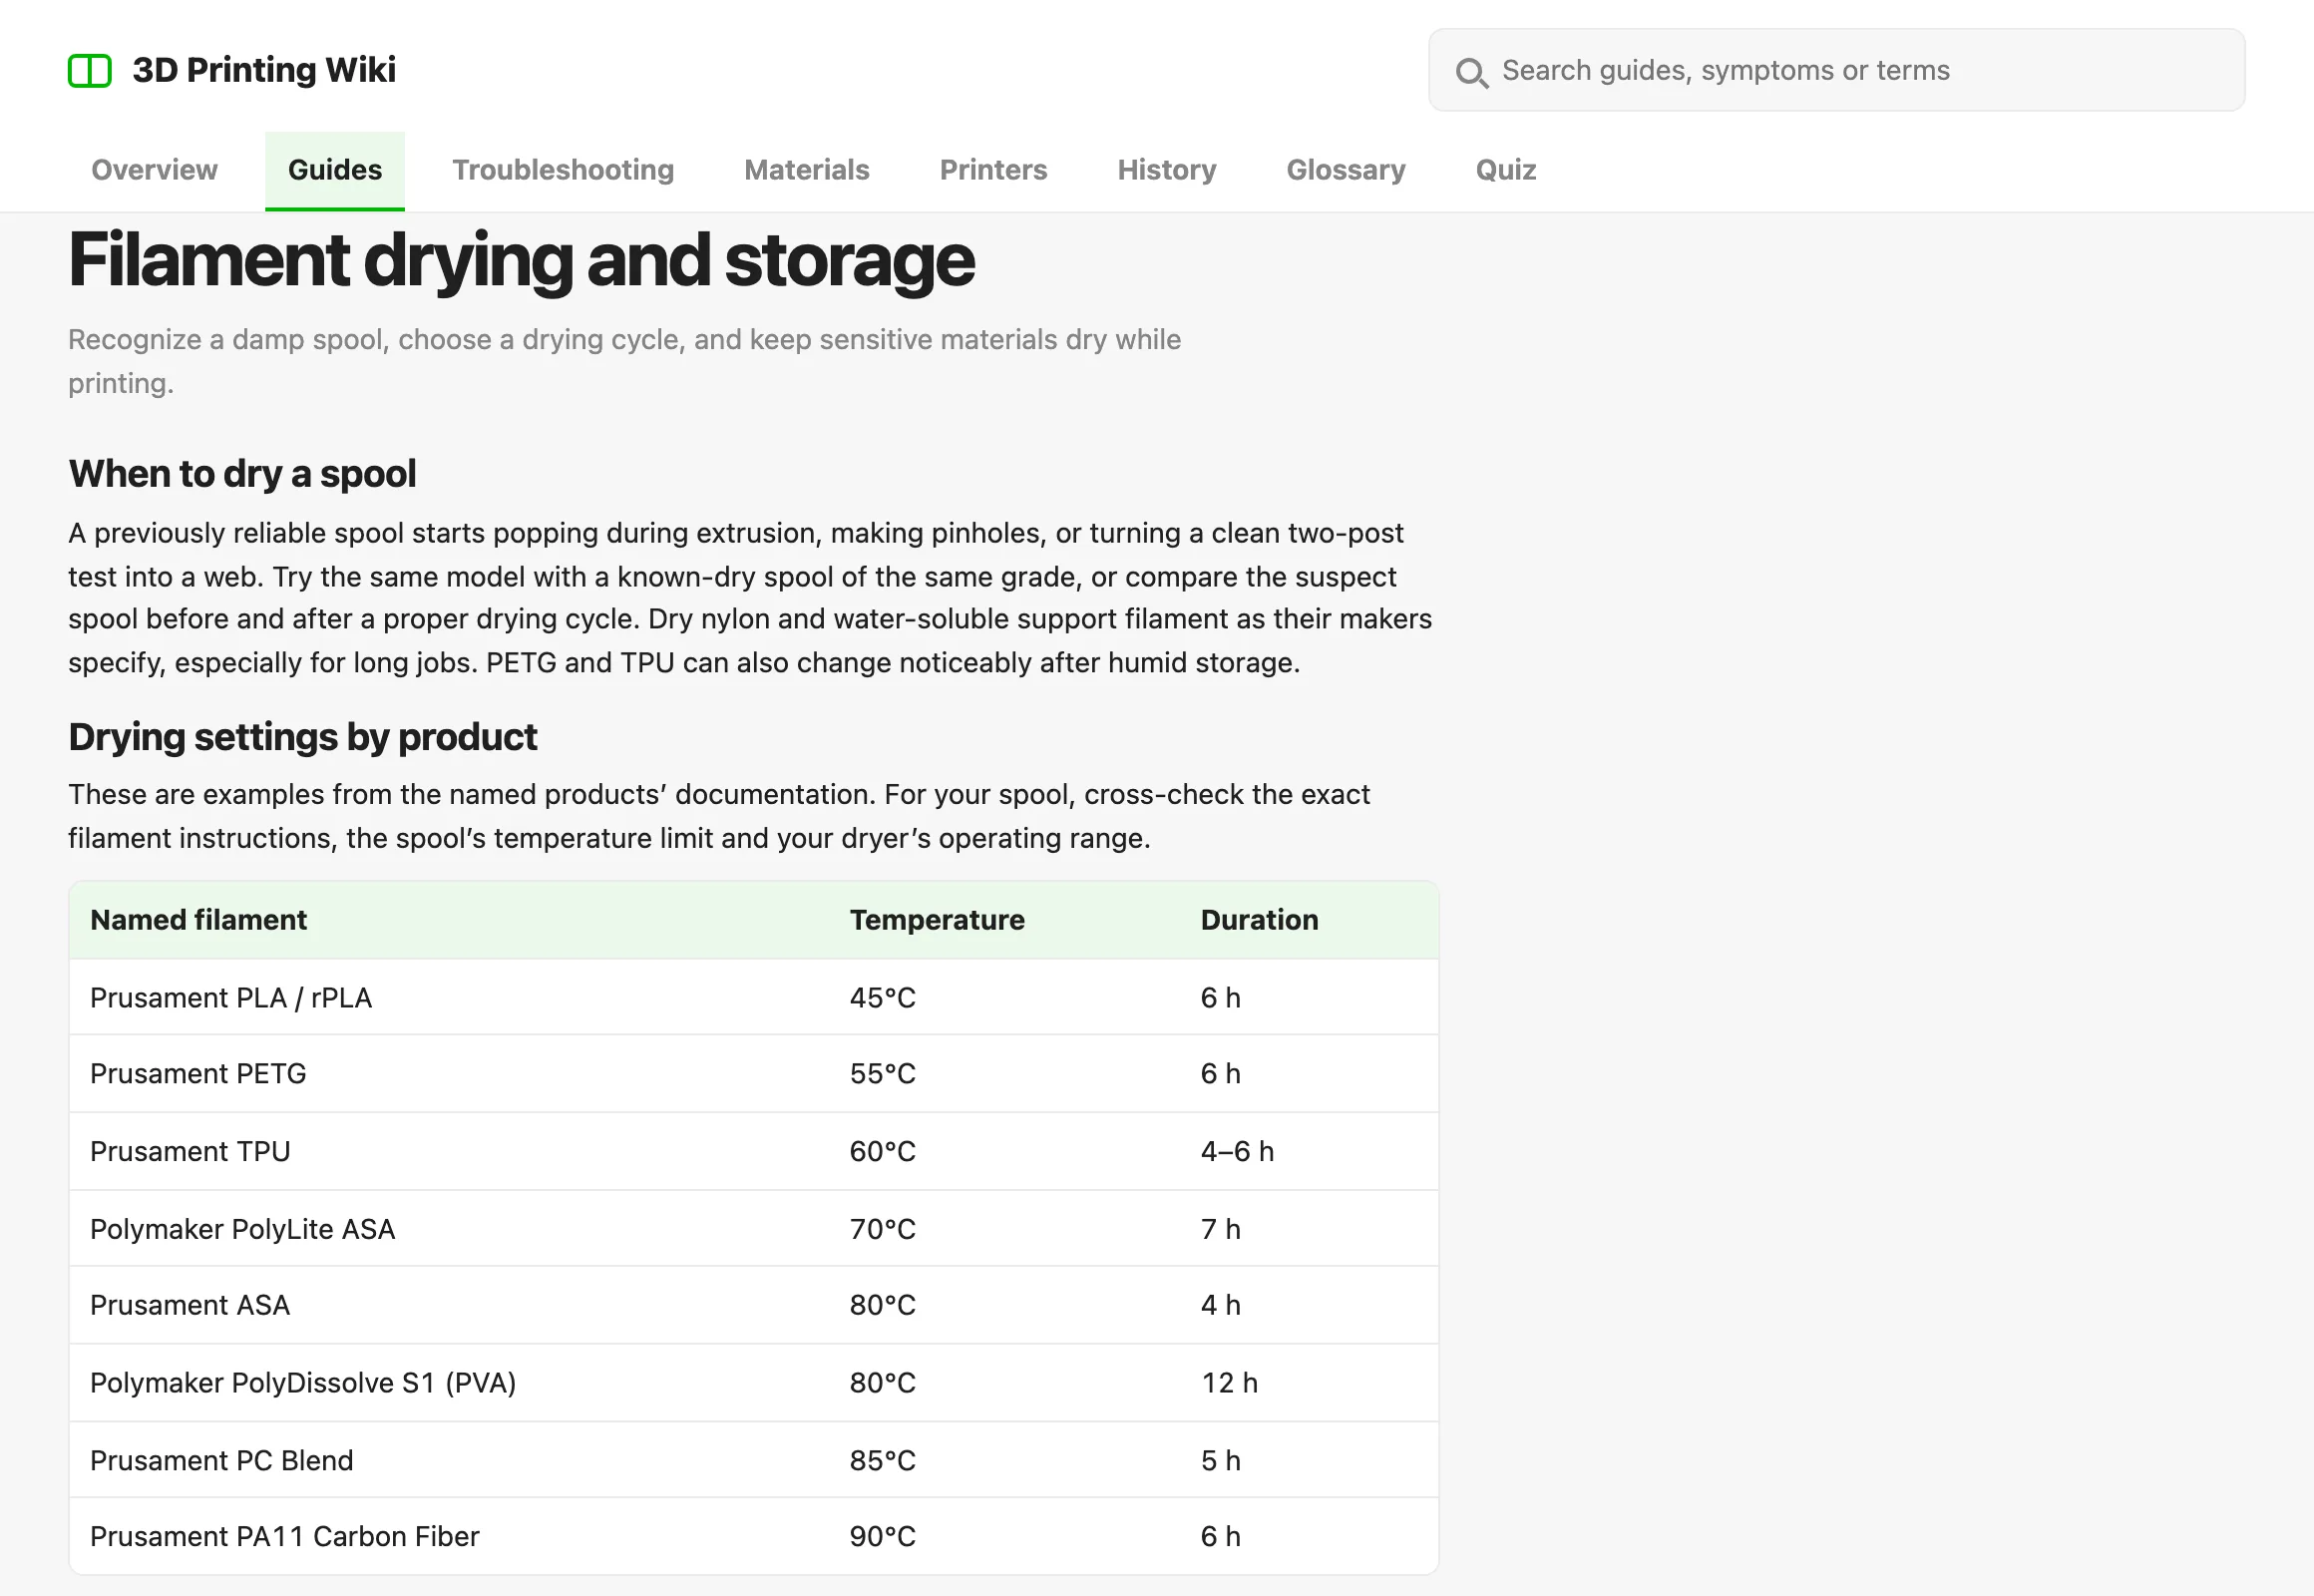 3D Printing Wiki
Search guides, symptoms or terms
Overview Guides Troubleshooting Materials Printers History Glossary Quiz
Filament drying and storage
Recognize a damp spool, choose a drying cycle, and keep sensitive materials dry while
printing.
When to dry a spool
A previously reliable spool starts popping during extrusion, making pinholes, or turning a clean two-post
test into a web. Try the same model with a known-dry spool of the same grade, or compare the suspect
spool before and after a proper drying cycle. Dry nylon and water-soluble support filament as their makers
specify, especially for long jobs. PETG and TPU can also change noticeably after humid storage.
Drying settings by product
These are examples from the named products’ documentation. For your spool, cross-check the exact
filament instructions, the spool’s temperature limit and your dryer’s operating range.
Named filament Temperature Duration
Prusament PLA / rPLA 45°C 6 h
Prusament PETG 55°C 6 h
Prusament TPU 60°C 4–6 h
Polymaker PolyLite ASA 70°C 7 h
Prusament ASA 80°C 4 h
Polymaker PolyDissolve S1 (PVA) 80°C 12 h
Prusament PC Blend 85°C 5 h
Prusament PA11 Carbon Fiber 90°C 6 h